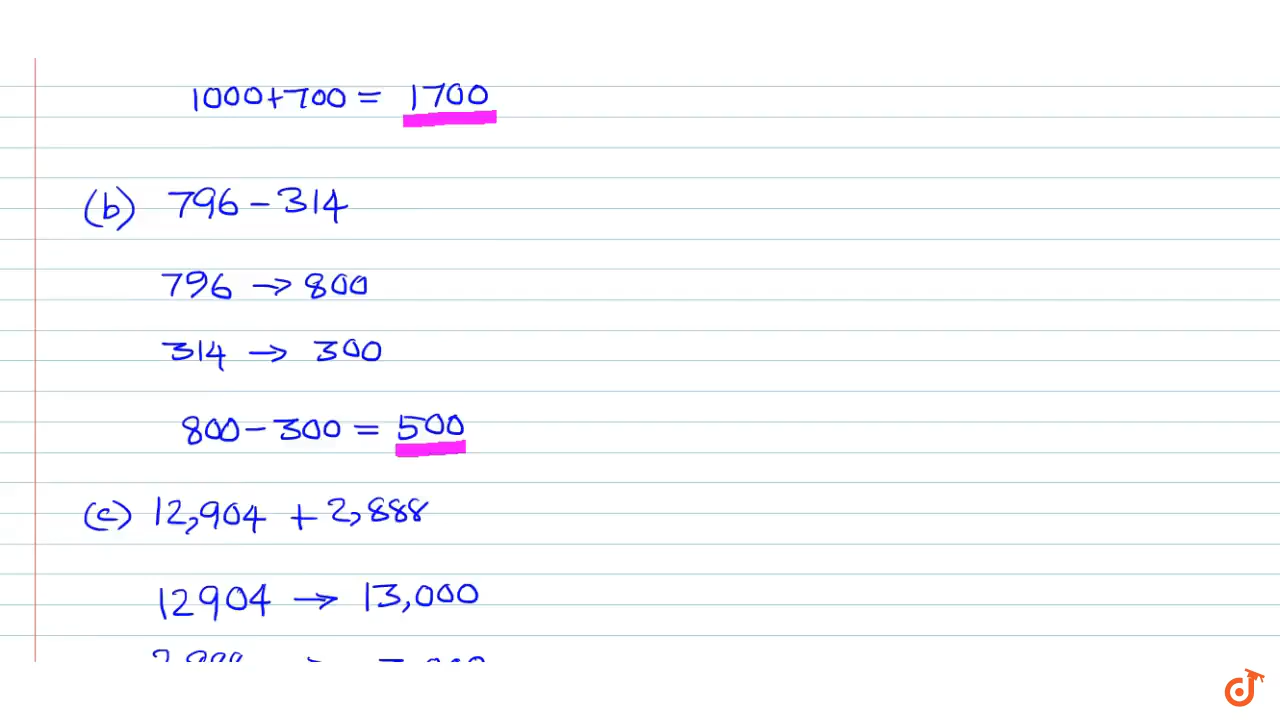 1000+700 = 1700
(b) 796 - 314
796 → 800
314 → 300
800 - 300 = 500
(c) 12,904 + 2,888
12904 → 13,000